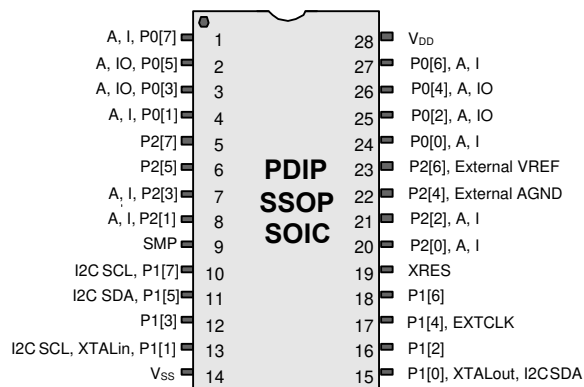 A, I, P0[7] 1 28 VDD
A, IO, P0[5] 2 27 P0[6], A, I
A, IO, P0[3] 3 26 P0[4], A, IO
A, I, P0[1] 4 25 P0[2], A, IO
P2[7] 5 24 P0[0], A, I
P2[5] 6 PDIP 23 P2[6], External VREF
A, I, P2[3] 7 SSOP 22 P2[4], External AGND
A, I, P2[1] 8 SOIC 21 P2[2], A, I
SMP 9 20 P2[0], A, I
I2C SCL, P1[7] 10 19 XRES
I2C SDA, P1[5] 11 18 P1[6]
P1[3] 12 17 P1[4], EXTCLK
I2C SCL, XTALin, P1[1] 13 16 P1[2]
VSS 14 15 P1[0], XTALout, I2CSDA